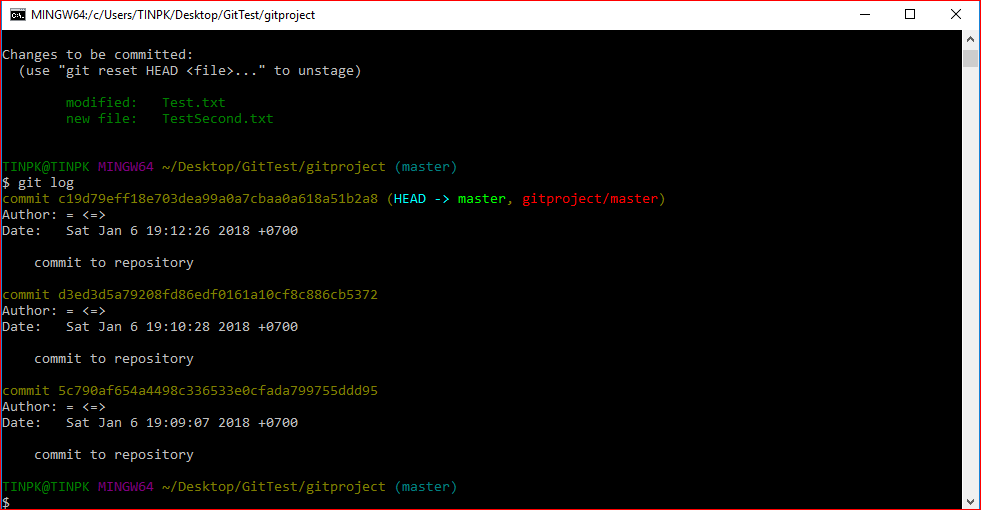 MINGW64:/c/Users/TINPK/Desktop/GitTest/gitproject
Changes to be committed:
  (use "git reset HEAD <file>..." to unstage)
        modified:   Test.txt
        new file:   TestSecond.txt
TINPK@TINPK MINGW64 ~/Desktop/GitTest/gitproject (master)
$ git log
commit c19d79eff18e703dea99a0a7cbaa0a618a51b2a8 (HEAD -> master, gitproject/master)
Author: = <=>
Date:   Sat Jan 6 19:12:26 2018 +0700
    commit to repository
commit d3ed3d5a79208fd86edf0161a10cf8c886cb5372
Author: = <=>
Date:   Sat Jan 6 19:10:28 2018 +0700
    commit to repository
commit 5c790af654a4498c336533e0cfada799755ddd95
Author: = <=>
Date:   Sat Jan 6 19:09:07 2018 +0700
    commit to repository
TINPK@TINPK MINGW64 ~/Desktop/GitTest/gitproject (master)
$